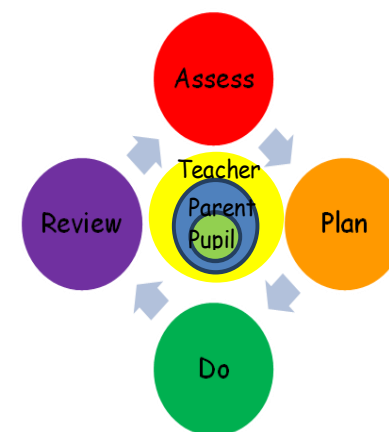 Assess
Teacher
Parent
Review
Plan
Pupil
Do